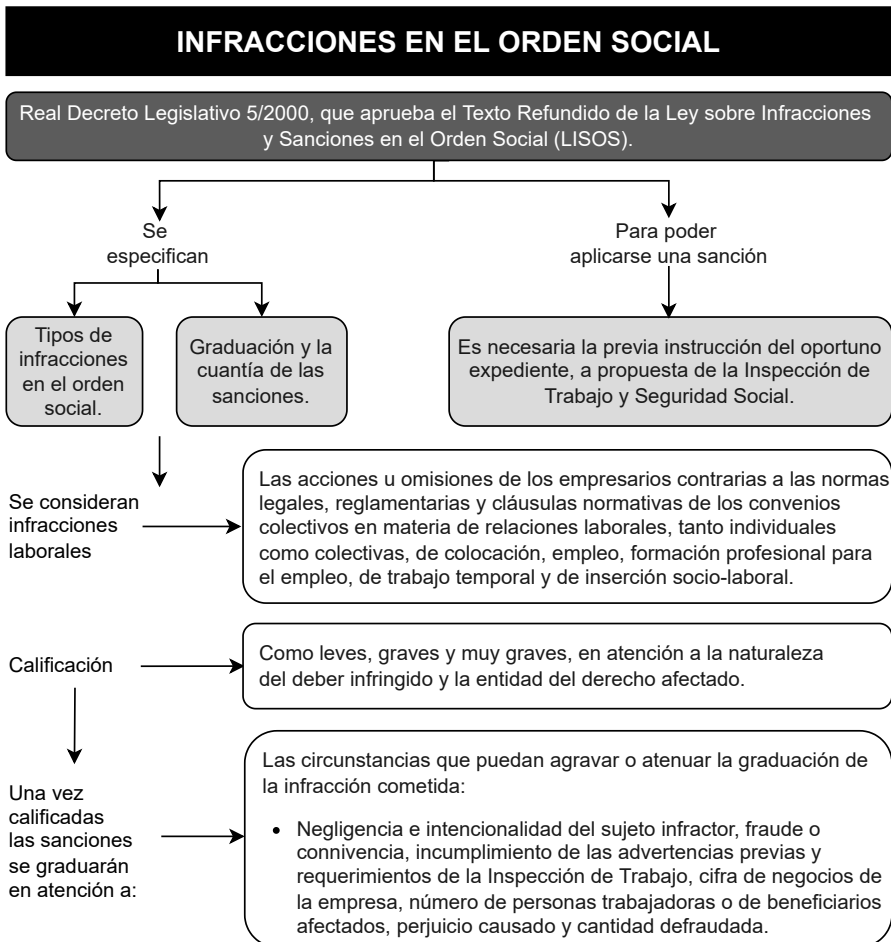 INFRACCIONES EN EL ORDEN SOCIAL
Real Decreto Legislativo 5/2000, que aprueba el Texto Refundido de la Ley sobre Infracciones
y Sanciones en el Orden Social (LISOS).
Se
especifican
Para poder
aplicarse una sanción
Tipos de
infracciones
en el orden
social.
Graduación y la
cuantía de las
sanciones.
Es necesaria la previa instrucción del oportuno
expediente, a propuesta de la Inspección de
Trabajo y Seguridad Social.
Se consideran
infracciones
laborales
Las acciones u omisiones de los empresarios contrarias a las normas
legales, reglamentarias y cláusulas normativas de los convenios
colectivos en materia de relaciones laborales, tanto individuales
como colectivas, de colocación, empleo, formación profesional para
el empleo, de trabajo temporal y de inserción socio-laboral.
Calificación
Como leves, graves y muy graves, en atención a la naturaleza
del deber infringido y la entidad del derecho afectado.
Una vez
calificadas
las sanciones
se graduarán
en atención a:
Las circunstancias que puedan agravar o atenuar la graduación de
la infracción cometida:
• Negligencia e intencionalidad del sujeto infractor, fraude o
connivencia, incumplimiento de las advertencias previas y
requerimientos de la Inspección de Trabajo, cifra de negocios de
la empresa, número de personas trabajadoras o de beneficiarios
afectados, perjuicio causado y cantidad defraudada.